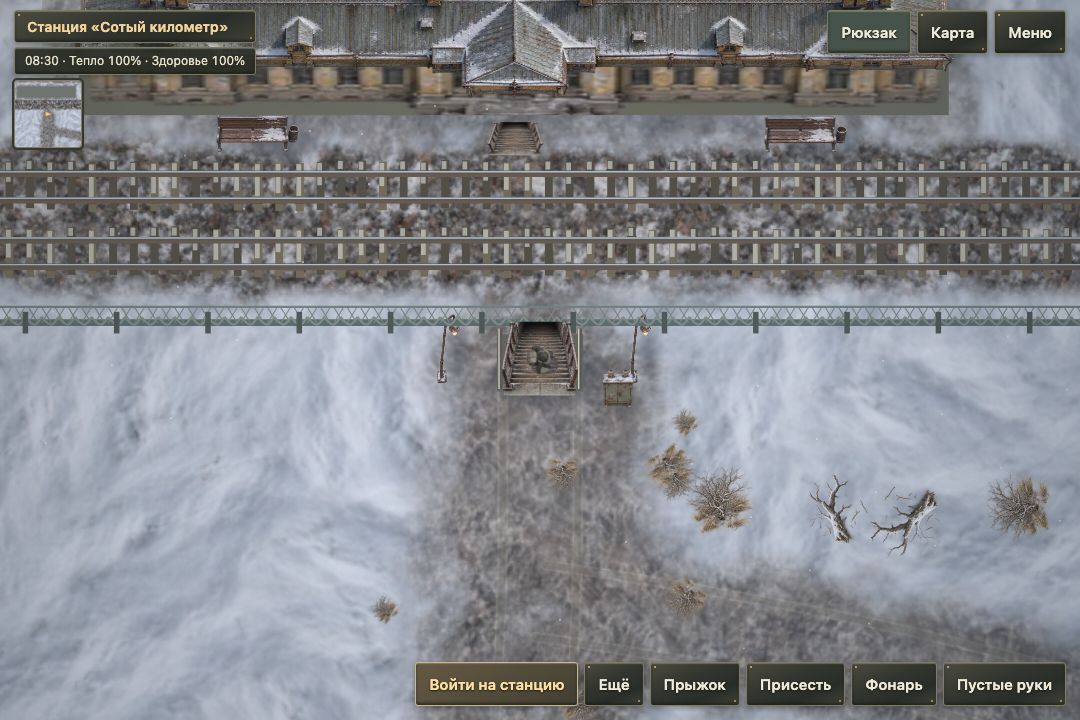 Станция «Сотый километр»
08:30 · Тепло 100% · Здоровье 100%
Рюкзак
Карта
Меню
Войти на станцию
Ещё
Прыжок
Присесть
Фонарь
Пустые руки